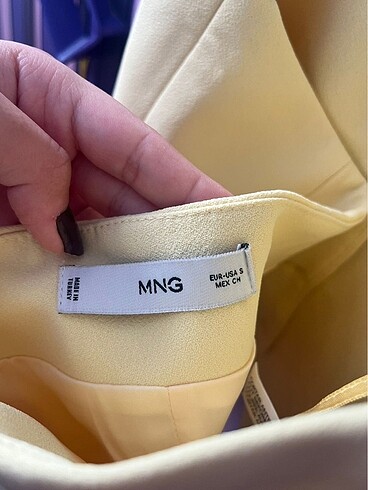 MADE IN
TURKEY
MNG
EUR-USA S
MEX CH